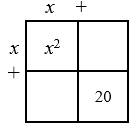 x +
x x²
+
20